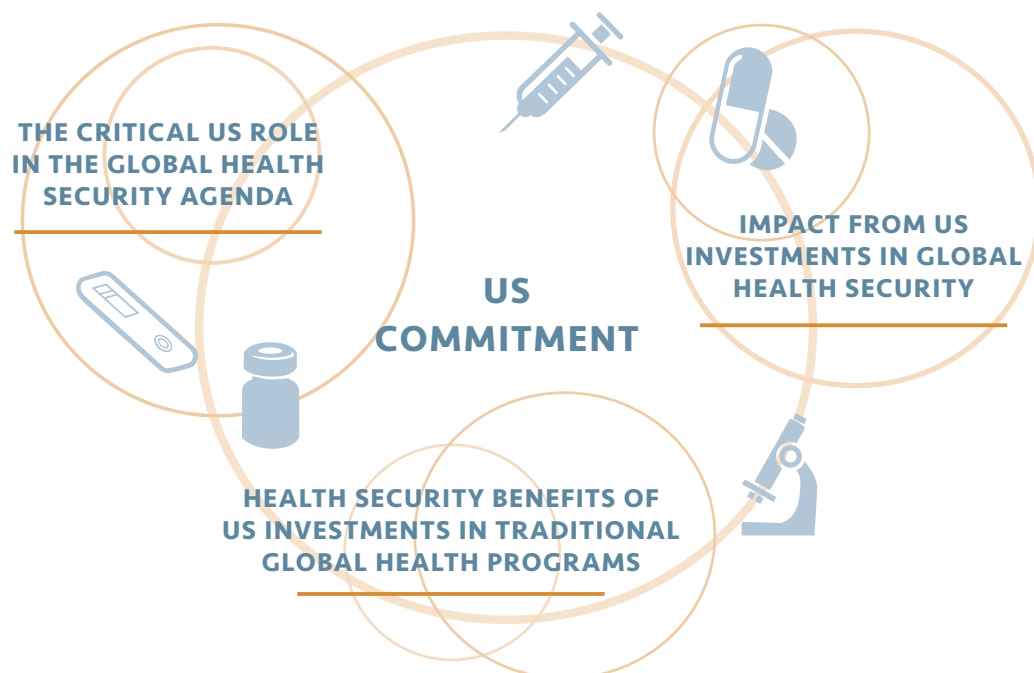 THE CRITICAL US ROLE
IN THE GLOBAL HEALTH
SECURITY AGENDA
IMPACT FROM US
INVESTMENTS IN GLOBAL
HEALTH SECURITY
US
COMMITMENT
HEALTH SECURITY BENEFITS OF
US INVESTMENTS IN TRADITIONAL
GLOBAL HEALTH PROGRAMS